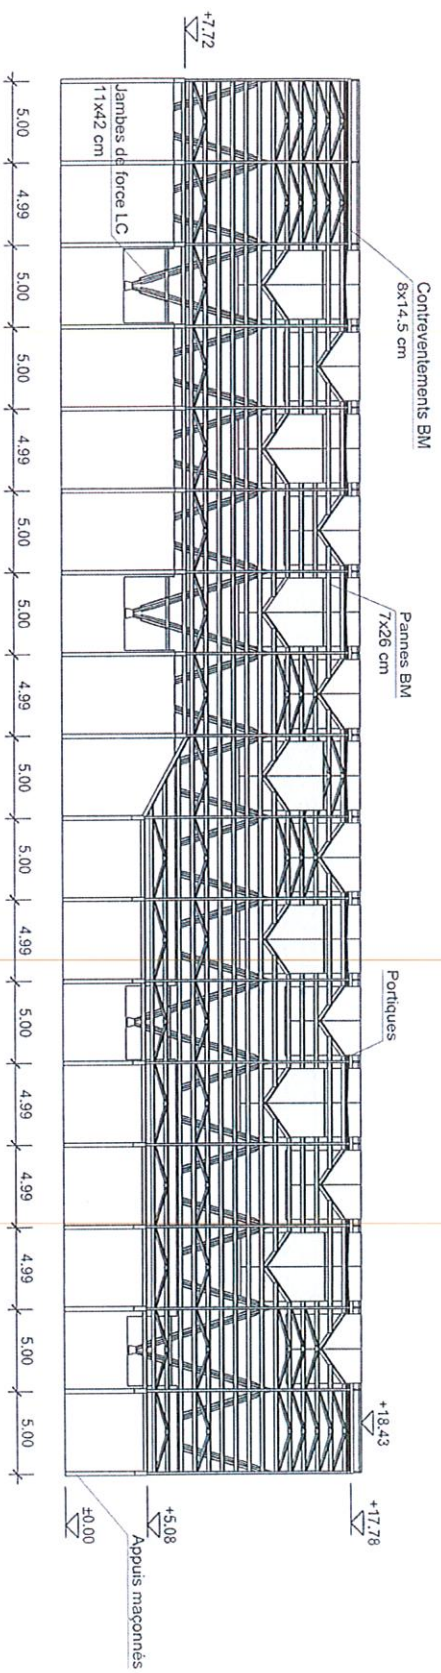 Contreventements BM
8x14.5 cm
Pannes BM
7x26 cm
Portiques
+18.43
+17.78
+7.72
Jambes de force LC
11x42 cm
+5.08
±0.00
Appuis maçonnés
5.00 4.99 5.00 5.00 4.99 5.00 5.00 4.99 5.00 5.00 4.99 5.00 4.99 4.99 4.99 5.00 5.00